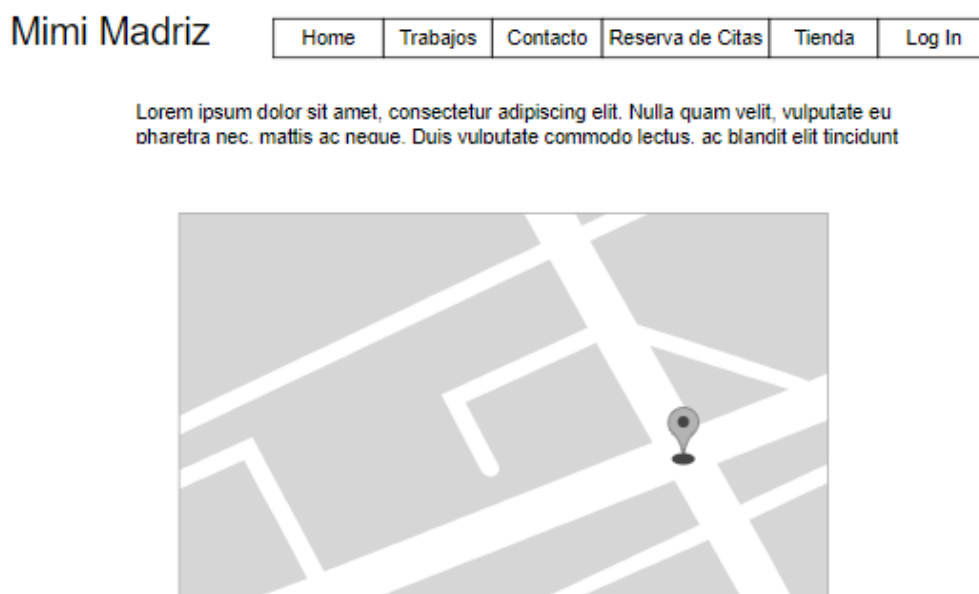 Mimi Madriz
Home Trabajos Contacto Reserva de Citas Tienda Log In
Lorem ipsum dolor sit amet, consectetur adipiscing elit. Nulla quam velit, vulputate eu
pharetra nec, mattis ac neque. Duis vulputate commodo lectus, ac blandit elit tincidunt